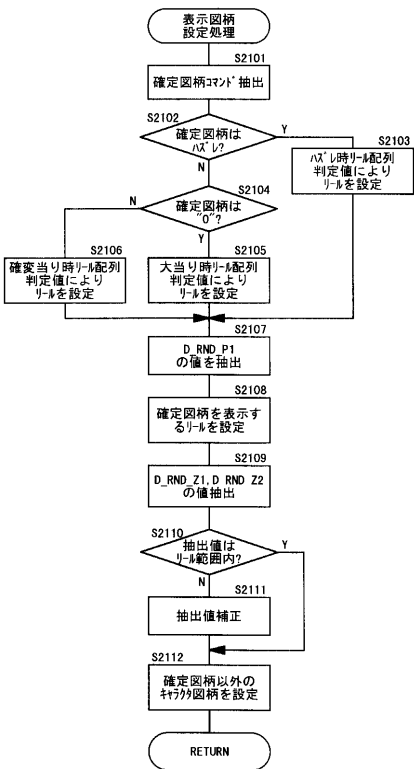 表示図柄
設定処理
S2101
確定図柄ｺﾏﾝﾄﾞ抽出
S2102
確定図柄は
ﾊｽﾞﾚ?
Y
N
S2103
ﾊｽﾞﾚ時ﾘｰﾙ配列
判定値により
ﾘｰﾙを設定
S2104
確定図柄は
"0"?
N
Y
S2106
確変当り時ﾘｰﾙ配列
判定値により
ﾘｰﾙを設定
S2105
大当り時ﾘｰﾙ配列
判定値により
ﾘｰﾙを設定
S2107
D_RND_P1
の値を抽出
S2108
確定図柄を表示す
るﾘｰﾙを設定
S2109
D_RND_Z1,D RND Z2
の値抽出
S2110
抽出値は
ﾘｰﾙ範囲内?
Y
N
S2111
抽出値補正
S2112
確定図柄以外の
ｷｬﾗｸﾀ図柄を設定
RETURN